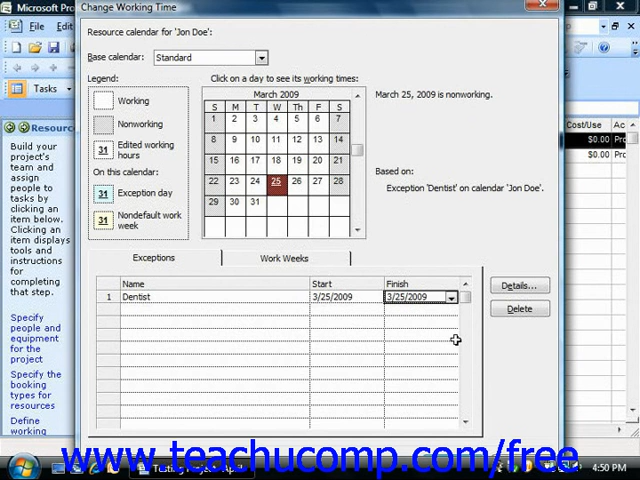 Microsoft Pro
Change Working Time
File
Edit
Tasks
Resource calendar for 'Jon Doe':
Base calendar: Standard
Legend:
Click on a day to see its working times:
Working
Nonworking
31 Edited working hours
On this calendar:
31 Exception day
31 Nondefault work week
March 2009
S M T W Th F S
1 2 3 4 5 6 7
8 9 10 11 12 13 14
15 16 17 18 19 20 21
22 23 24 25 26 27 28
29 30 31
March 25, 2009 is nonworking.
Based on:
Exception 'Dentist' on calendar 'Jon Doe'.
Resourc
Build your
project's
team and
assign
people to
tasks by
clicking an
item below.
Clicking an
item displays
tools and
instructions
for
completing
that step.
Specify
people and
equipment
for the
project
Specify the
booking
types for
resources
Define
working
Cost/Use Ac
$0.00 Pro
$0.00 Pro
Exceptions
Work Weeks
Name Start Finish
1 Dentist 3/25/2009 3/25/2009
Details...
Delete
www.teachucomp.com/free
4:50 PM